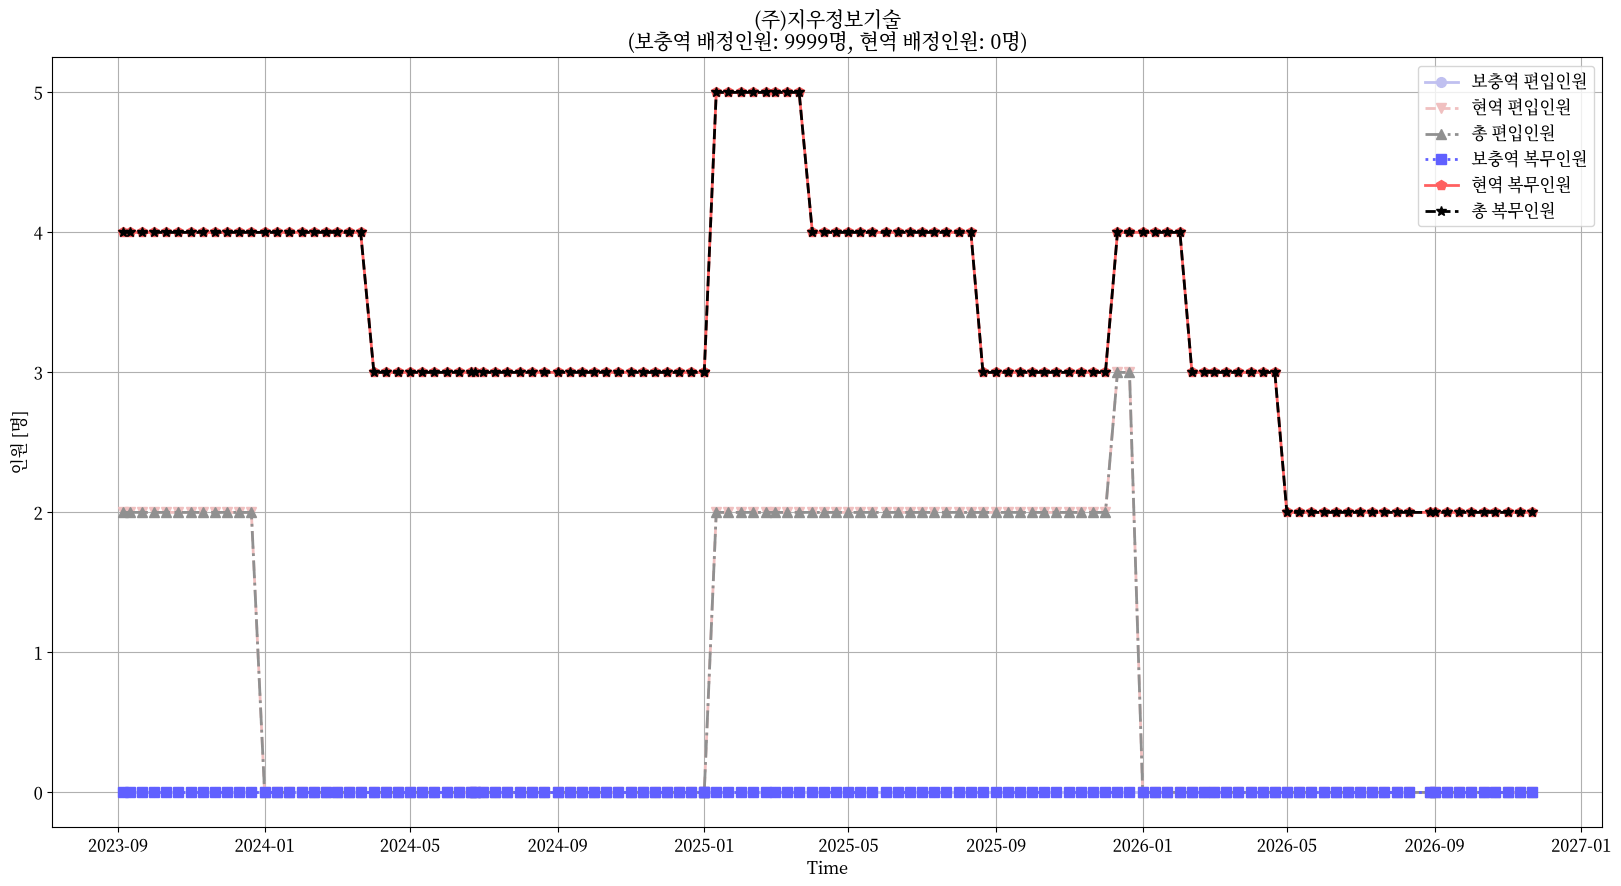 (주)지우정보기술
(보충역 배정인원: 9999명, 현역 배정인원: 0명)
보충역 편입인원
현역 편입인원
총 편입인원
보충역 복무인원
현역 복무인원
총 복무인원
5
4
3
2
1
0
인원 [명]
2023-09 2024-01 2024-05 2024-09 2025-01 2025-05 2025-09 2026-01 2026-05 2026-09 2027-01
Time